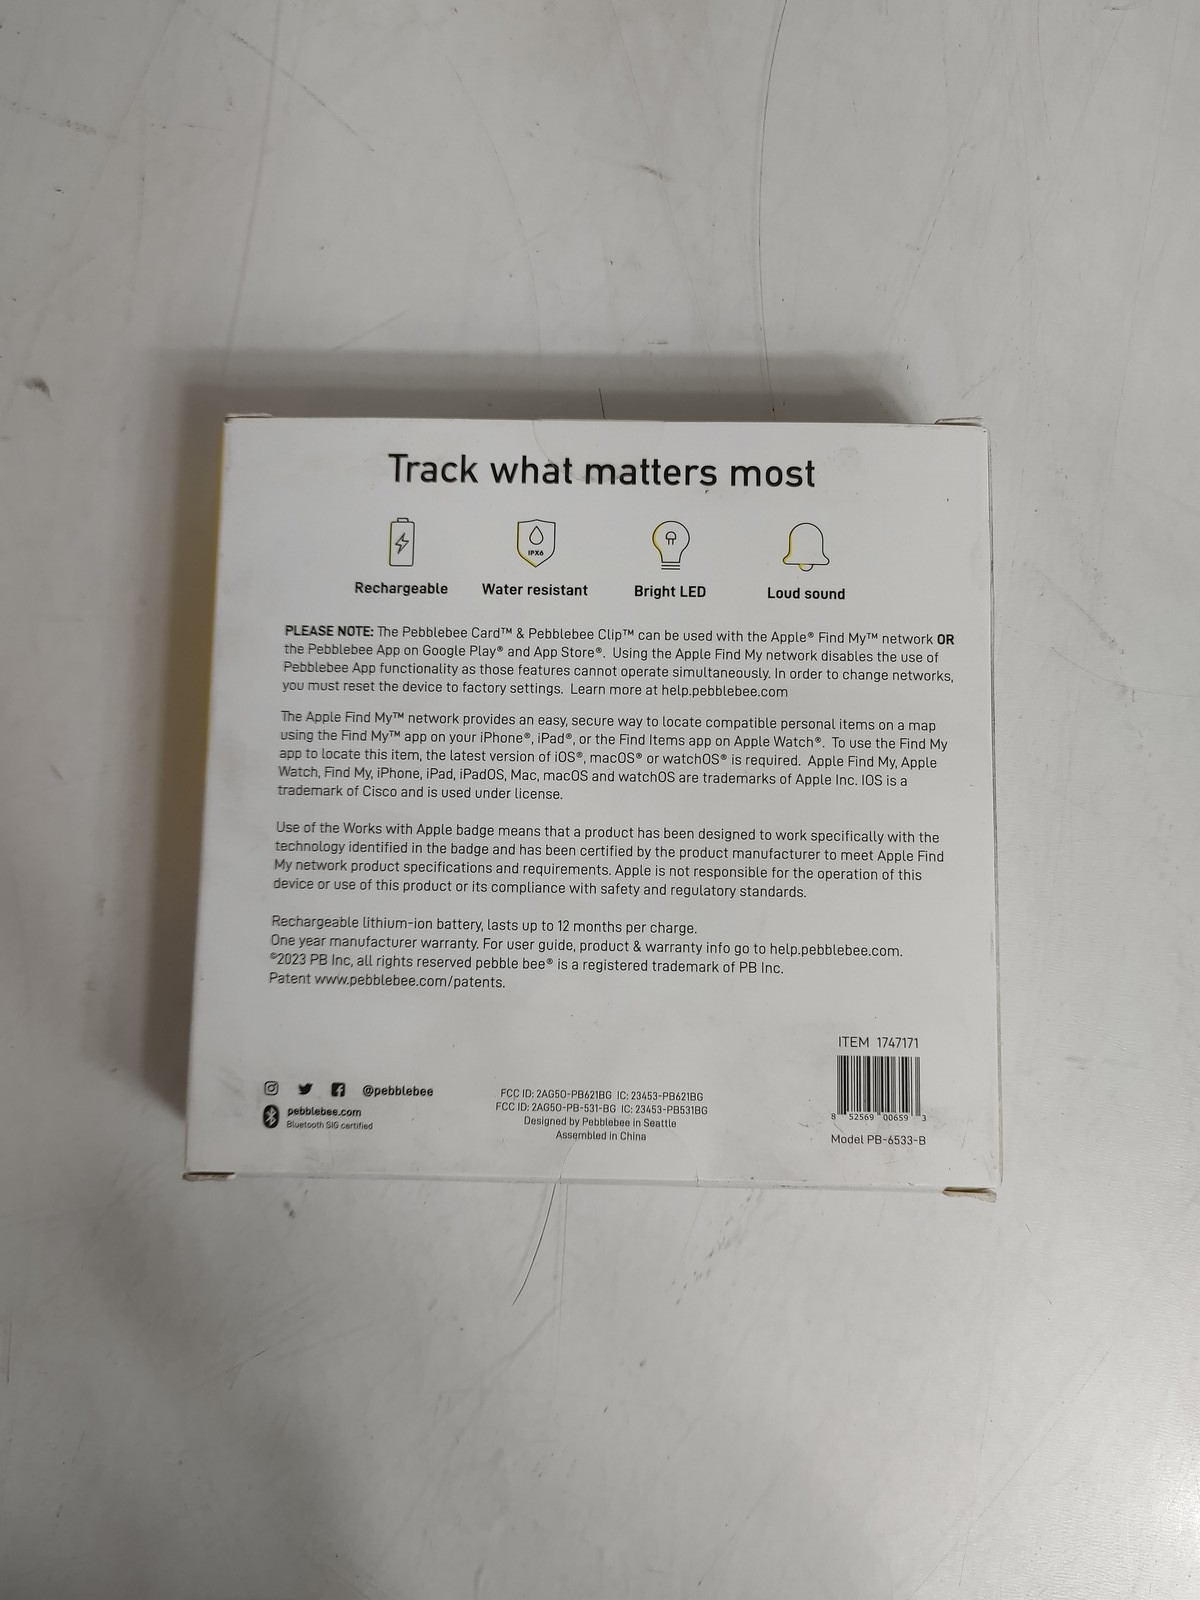 Track what matters most
IPX6
Rechargeable Water resistant Bright LED Loud sound
PLEASE NOTE: The Pebblebee Card™ & Pebblebee Clip™ can be used with the Apple® Find My™ network OR
the Pebblebee App on Google Play® and App Store®. Using the Apple Find My network disables the use of
Pebblebee App functionality as those features cannot operate simultaneously. In order to change networks,
you must reset the device to factory settings. Learn more at help.pebblebee.com
The Apple Find My™ network provides an easy, secure way to locate compatible personal items on a map
using the Find My™ app on your iPhone®, iPad®, or the Find Items app on Apple Watch®. To use the Find My
app to locate this item, the latest version of iOS®, macOS® or watchOS® is required. Apple Find My, Apple
Watch, Find My, iPhone, iPad, iPadOS, Mac, macOS and watchOS are trademarks of Apple Inc. IOS is a
trademark of Cisco and is used under license.
Use of the Works with Apple badge means that a product has been designed to work specifically with the
technology identified in the badge and has been certified by the product manufacturer to meet Apple Find
My network product specifications and requirements. Apple is not responsible for the operation of this
device or use of this product or its compliance with safety and regulatory standards.
Rechargeable lithium-ion battery, lasts up to 12 months per charge.
One year manufacturer warranty. For user guide, product & warranty info go to help.pebblebee.com.
©2023 PB Inc, all rights reserved pebble bee® is a registered trademark of PB Inc.
Patent www.pebblebee.com/patents.
@pebblebee
pebblebee.com
Bluetooth SIG certified
FCC ID: 2AG5O-PB621BG IC: 23453-PB621BG
FCC ID: 2AG5O-PB-531-BG IC: 23453-PB531BG
Designed by Pebblebee in Seattle
Assembled in China
ITEM 1747171
8 52569 00659 3
Model PB-6533-B